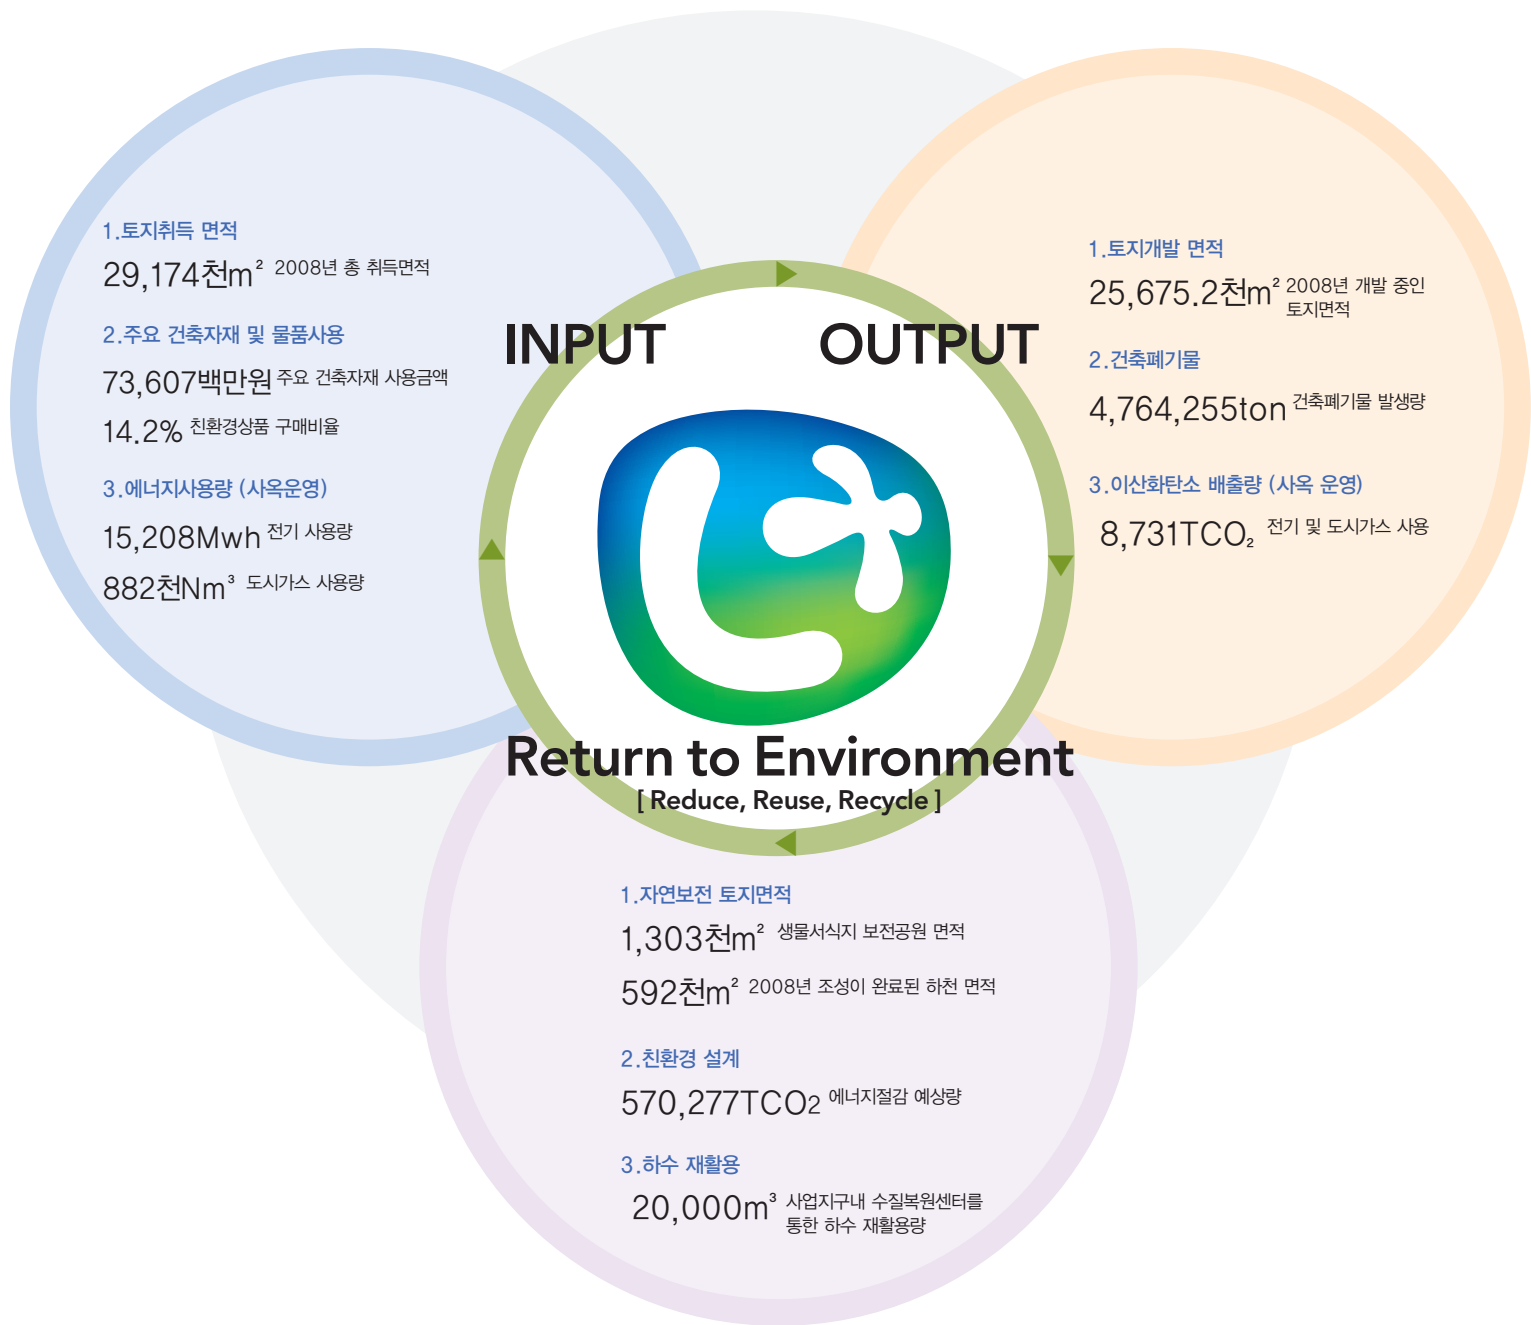 INPUT
1.토지취득 면적
29,174천m² 2008년 총 취득면적
2.주요 건축자재 및 물품사용
73,607백만원 주요 건축자재 사용금액
14.2% 친환경상품 구매비율
3.에너지사용량 (사옥운영)
15,208Mwh 전기 사용량
882천Nm³ 도시가스 사용량
OUTPUT
1.토지개발 면적
25,675.2천m² 2008년 개발 중인
토지면적
2.건축폐기물
4,764,255ton 건축폐기물 발생량
3.이산화탄소 배출량 (사옥 운영)
8,731TCO₂ 전기 및 도시가스 사용
Return to Environment
[ Reduce, Reuse, Recycle ]
1.자연보전 토지면적
1,303천m² 생물서식지 보전공원 면적
592천m² 2008년 조성이 완료된 하천 면적
2.친환경 설계
570,277TCO2 에너지절감 예상량
3.하수 재활용
20,000m³ 사업지구내 수질복원센터를
통한 하수 재활용량